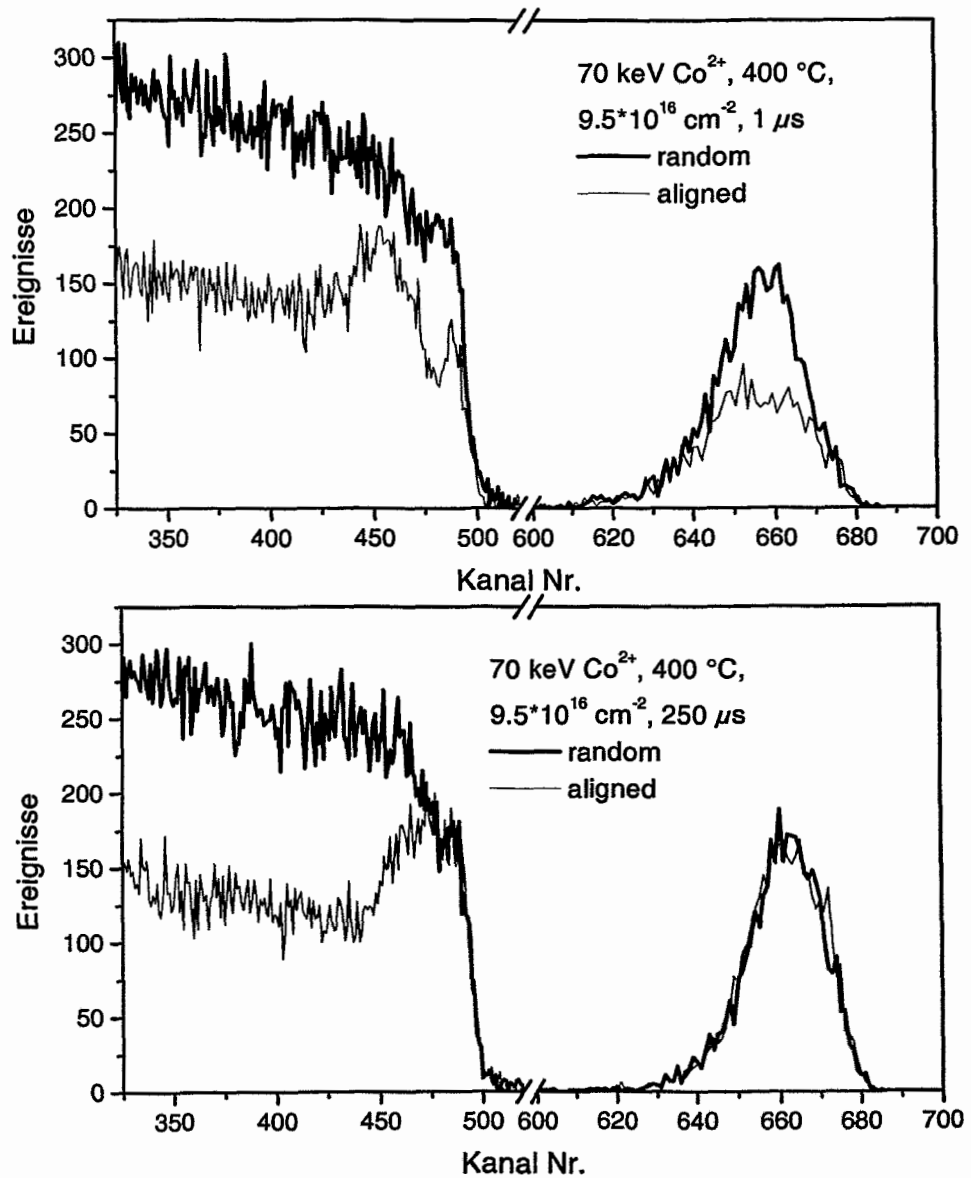 300
250
200
150
100
50
0
Ereignisse
70 keV Co²⁺, 400 °C,
9.5*10¹⁶ cm⁻², 1 µs
random
aligned
350 400 450 500 600 620 640 660 680 700
Kanal Nr.
300
250
200
150
100
50
0
Ereignisse
70 keV Co²⁺, 400 °C,
9.5*10¹⁶ cm⁻², 250 µs
random
aligned
350 400 450 500 600 620 640 660 680 700
Kanal Nr.